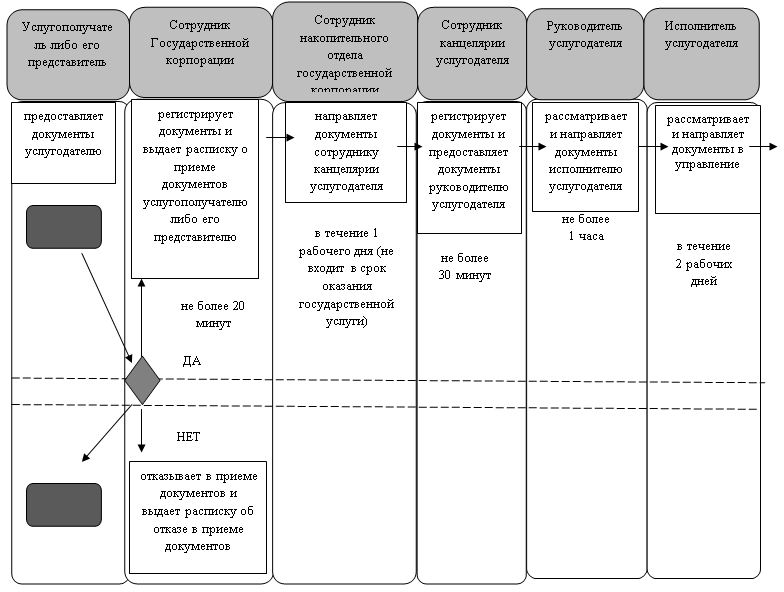 Услугополучате
ль либо его
представитель
Сотрудник
Государственной
корпорации
Сотрудник
накопительного
отдела
государственной
корпорации
Сотрудник
канцелярии
услугодателя
Руководитель
услугодателя
Исполнитель
услугодателя
предоставляет
документы
услугодателю
регистрирует
документы и
выдает расписку о
приеме
документов
услугополучателю
либо его
представителю
направляет
документы
сотруднику
канцелярии
услугодателя
регистрирует
документы и
предоставляет
документы
руководителю
услугодателя
рассматривает
и направляет
документы
исполнителю
услугодателя
рассматривает
и направляет
документы в
управление
не более 20
минут
в течение 1
рабочего дня (не
входит в срок
оказания
государственной
услуги)
не более
30 минут
не более
1 часа
в течение
2 рабочих
дней
ДА
НЕТ
отказывает в приеме
документов и
выдает расписку об
отказе в приеме
документов